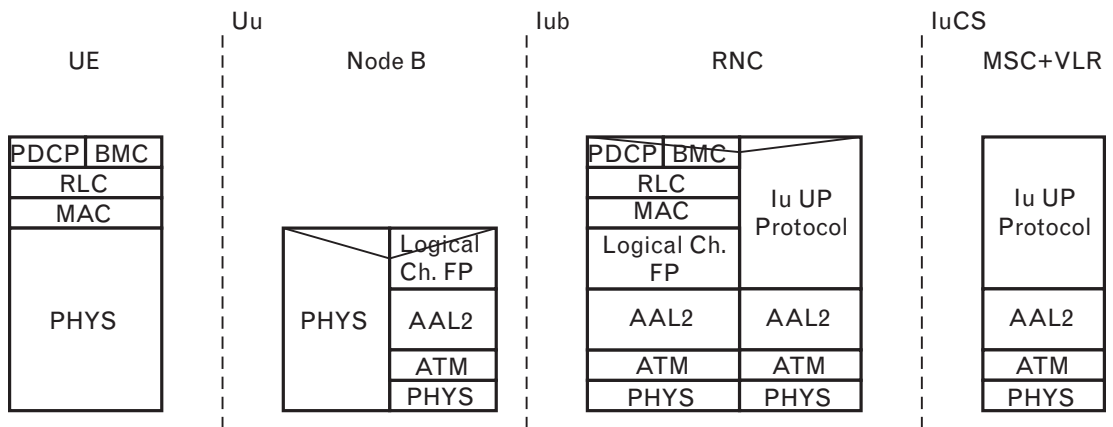 Uu
Iub
IuCS
UE
Node B
RNC
MSC+VLR
PDCP BMC
RLC
MAC
PHYS
PHYS
Logical
Ch. FP
AAL2
ATM
PHYS
PDCP BMC
RLC
MAC
Logical Ch.
FP
AAL2
ATM
PHYS
Iu UP
Protocol
AAL2
ATM
PHYS
Iu UP
Protocol
AAL2
ATM
PHYS